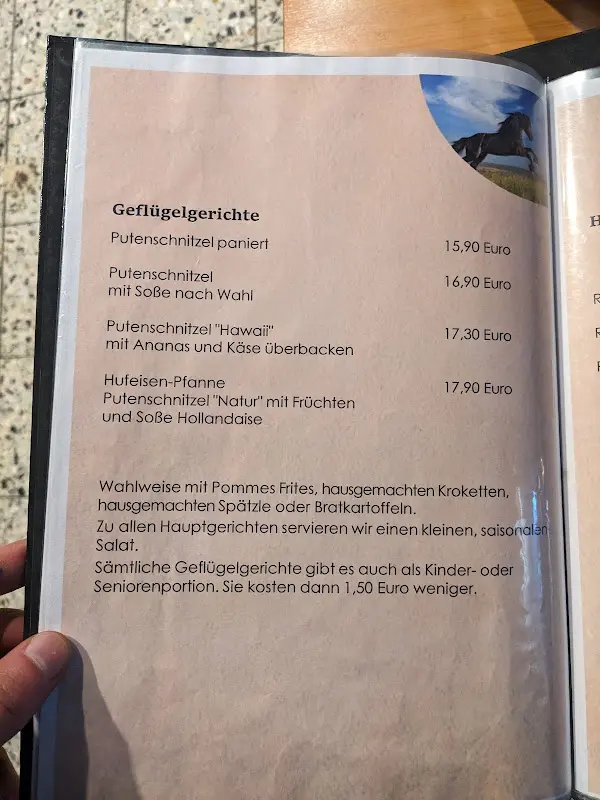 Geflügelgerichte
Putenschnitzel paniert 15,90 Euro
Putenschnitzel 16,90 Euro
mit Soße nach Wahl
Putenschnitzel "Hawaii" 17,30 Euro
mit Ananas und Käse überbacken
Hufeisen-Pfanne 17,90 Euro
Putenschnitzel "Natur" mit Früchten
und Soße Hollandaise
Wahlweise mit Pommes Frites, hausgemachten Kroketten,
hausgemachten Spätzle oder Bratkartoffeln.
Zu allen Hauptgerichten servieren wir einen kleinen, saisonalen
Salat.
Sämtliche Geflügelgerichte gibt es auch als Kinder- oder
Seniorenportion. Sie kosten dann 1,50 Euro weniger.